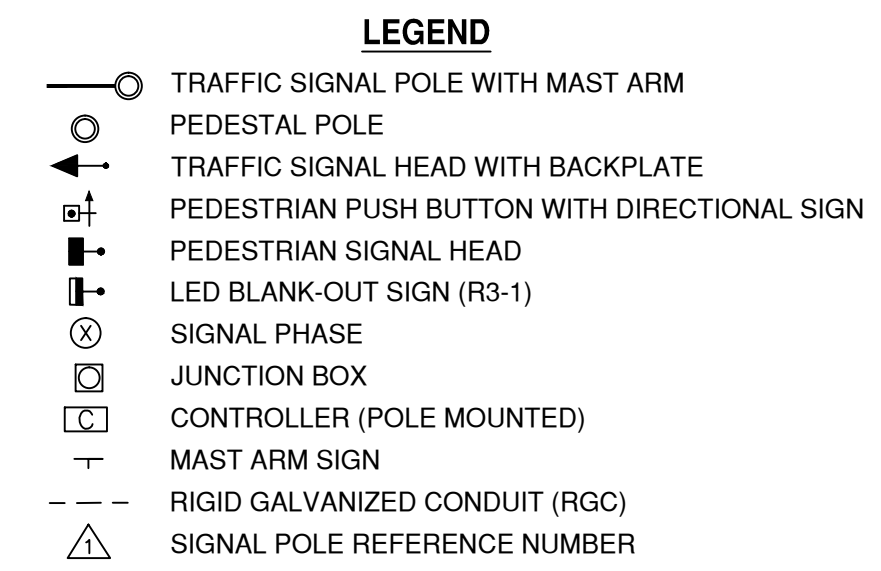 LEGEND
TRAFFIC SIGNAL POLE WITH MAST ARM
PEDESTAL POLE
TRAFFIC SIGNAL HEAD WITH BACKPLATE
PEDESTRIAN PUSH BUTTON WITH DIRECTIONAL SIGN
PEDESTRIAN SIGNAL HEAD
LED BLANK-OUT SIGN (R3-1)
X SIGNAL PHASE
JUNCTION BOX
C CONTROLLER (POLE MOUNTED)
MAST ARM SIGN
RIGID GALVANIZED CONDUIT (RGC)
1 SIGNAL POLE REFERENCE NUMBER